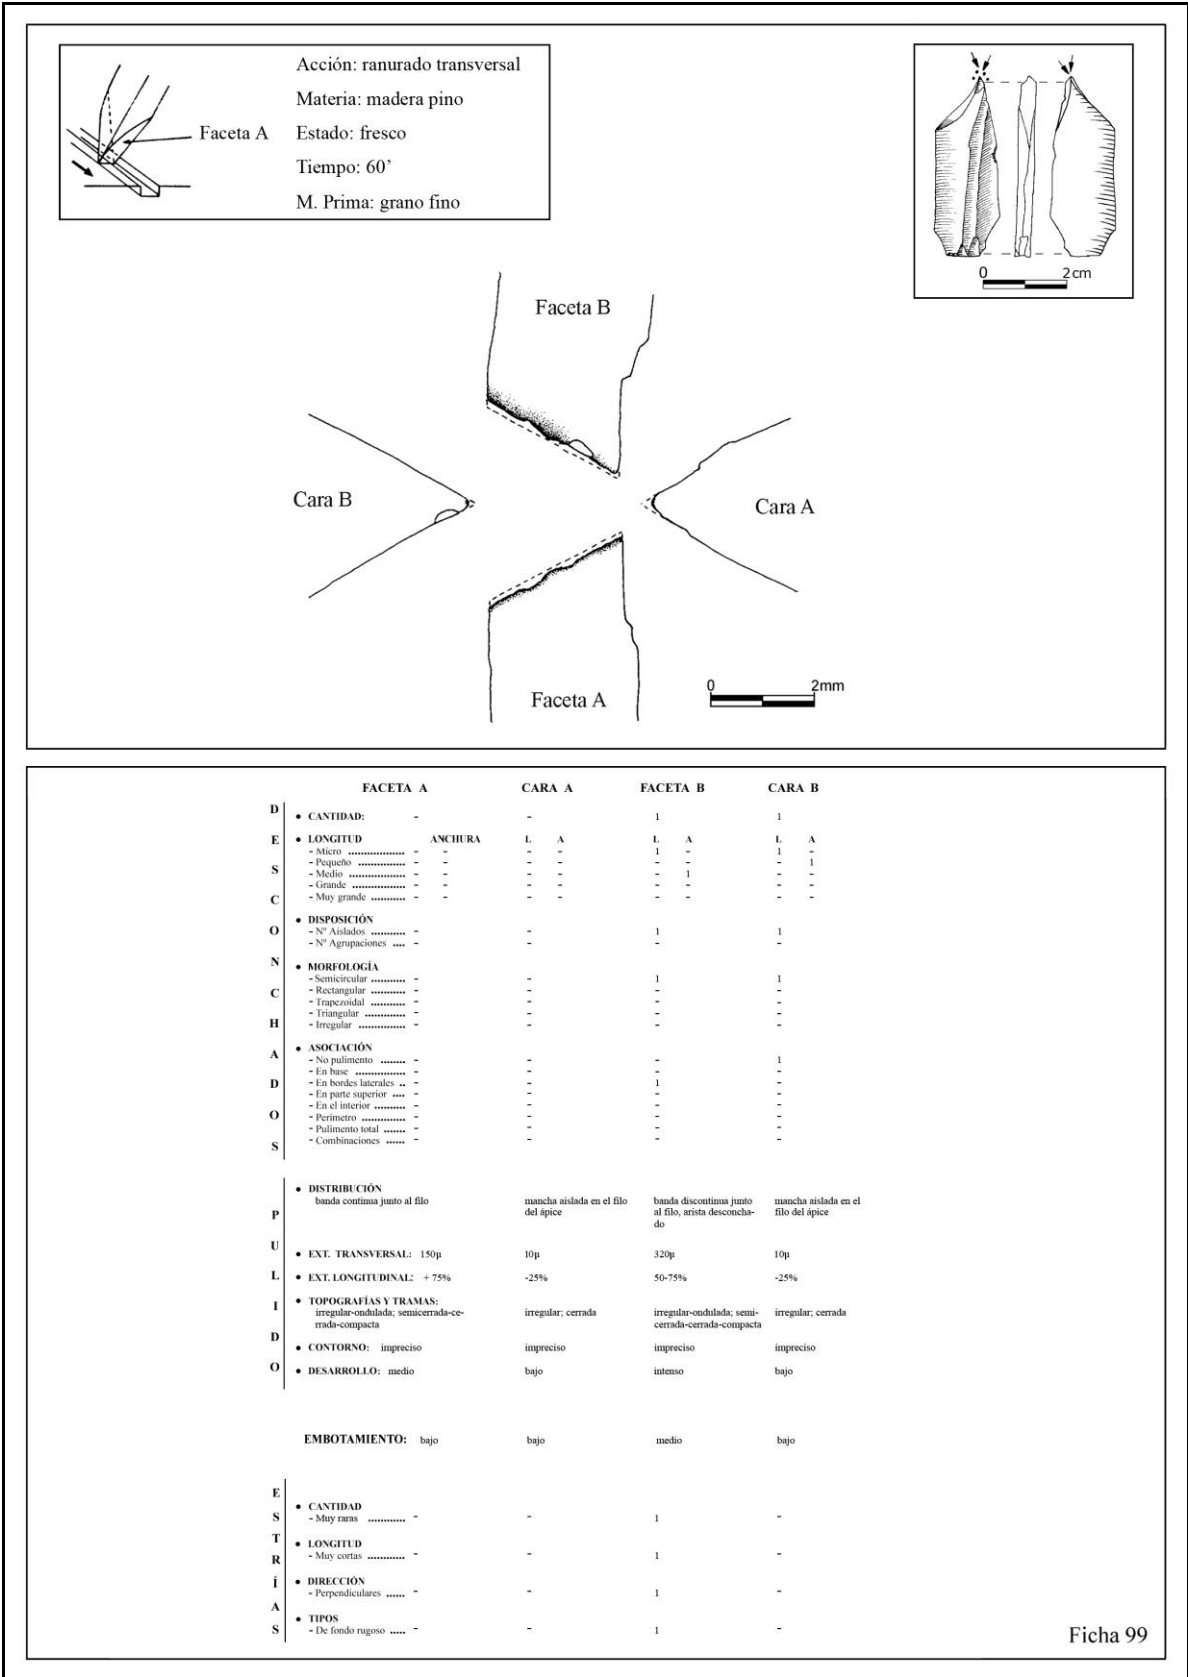 Acción: ranurado transversal
Materia: madera pino
Faceta A
Estado: fresco
Tiempo: 60’
M. Prima: grano fino
0 2cm
Faceta B
Cara B
Cara A
Faceta A
0 2mm
FACETA A CARA A FACETA B CARA B
DESCONCHADOS
• CANTIDAD: - - 1 1
• LONGITUD ANCHURA L A L A L A
- Micro .................. - - - - 1 - 1 -
- Pequeño ................ - - - - - - - 1
- Medio .................. - - - - - 1 - -
- Grande ................. - - - - - - - -
- Muy grande ........... - - - - - - - -
• DISPOSICIÓN
- Nº Aislados ........... - - 1 1
- Nº Agrupaciones .... - - - -
• MORFOLOGÍA
- Semicircular ........... - - 1 1
- Rectangular ........... - - - -
- Trapezoidal ........... - - - -
- Triangular ............. - - - -
- Irregular ............... - - - -
• ASOCIACIÓN
- No pulimento ........ - - - 1
- En base ................ - - - -
- En bordes laterales .. - - 1 -
- En parte superior .... - - - -
- En el interior .......... - - - -
- Perímetro .............. - - - -
- Pulimento total ....... - - - -
- Combinaciones ...... - - - -
PULIDO
• DISTRIBUCIÓN
banda continua junto al filo mancha aislada en el filo banda discontinua junto mancha aislada en el
del ápice al filo, arista desconcha- filo del ápice
do
• EXT. TRANSVERSAL: 150µ 10µ 320µ 10µ
• EXT. LONGITUDINAL: + 75% -25% 50-75% -25%
• TOPOGRAFÍAS Y TRAMAS:
irregular-ondulada; semicerrada-ce- irregular; cerrada irregular-ondulada; semi- irregular; cerrada
rrada-compacta cerrada-cerrada-compacta
• CONTORNO: impreciso impreciso impreciso impreciso
• DESARROLLO: medio bajo intenso bajo
EMBOTAMIENTO: bajo bajo medio bajo
ESTRÍAS
• CANTIDAD
- Muy raras ............ - - 1 -
• LONGITUD
- Muy cortas ............ - - 1 -
• DIRECCIÓN
- Perpendiculares ...... - - 1 -
• TIPOS
- De fondo rugoso ..... - - 1 -
Ficha 99